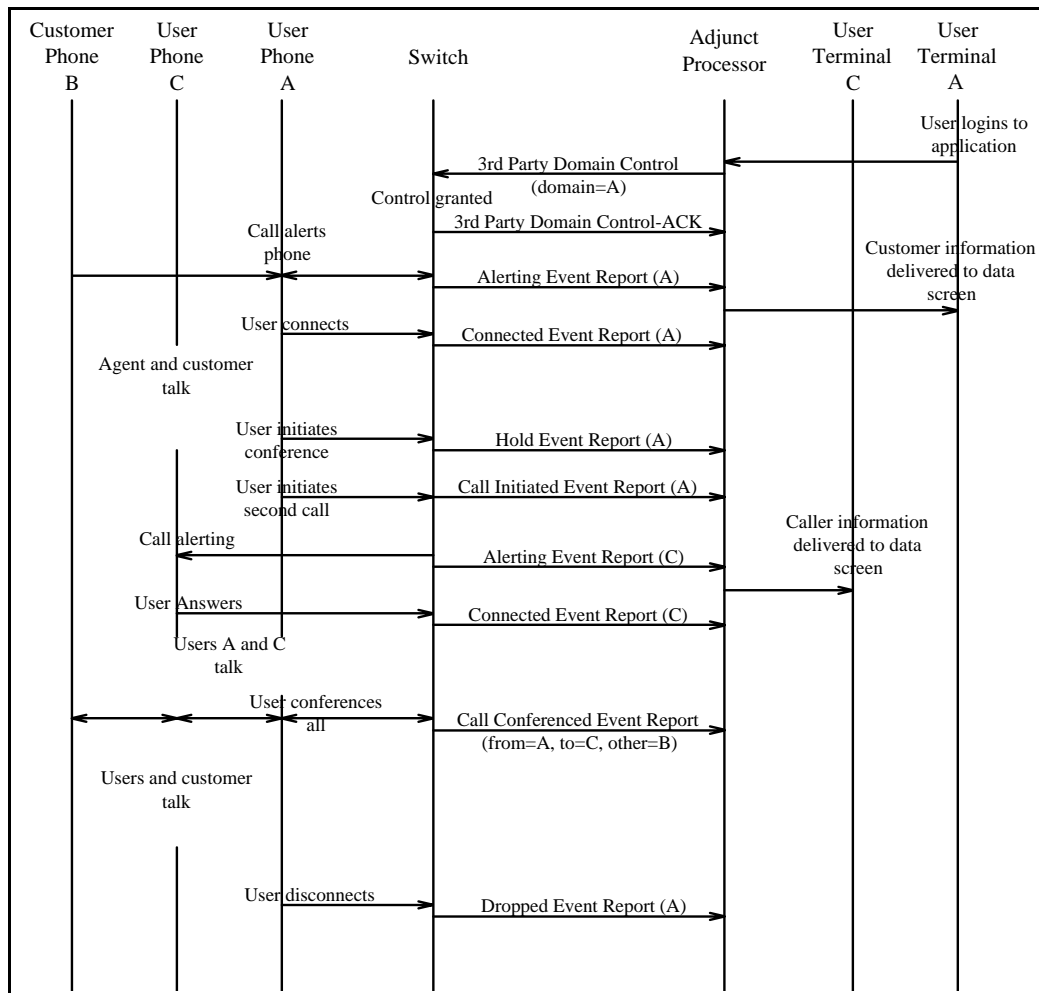 Customer
Phone
B
User
Phone
C
User
Phone
A
Switch
Adjunct
Processor
User
Terminal
C
User
Terminal
A
User logins to
application
3rd Party Domain Control
(domain=A)
Control granted
3rd Party Domain Control-ACK
Call alerts
phone
Customer information
delivered to data
screen
Alerting Event Report (A)
User connects
Connected Event Report (A)
Agent and customer
talk
User initiates
conference
Hold Event Report (A)
User initiates
second call
Call Initiated Event Report (A)
Caller information
delivered to data
screen
Call alerting
Alerting Event Report (C)
User Answers
Connected Event Report (C)
Users A and C
talk
User conferences
all
Call Conferenced Event Report
(from=A, to=C, other=B)
Users and customer
talk
User disconnects
Dropped Event Report (A)